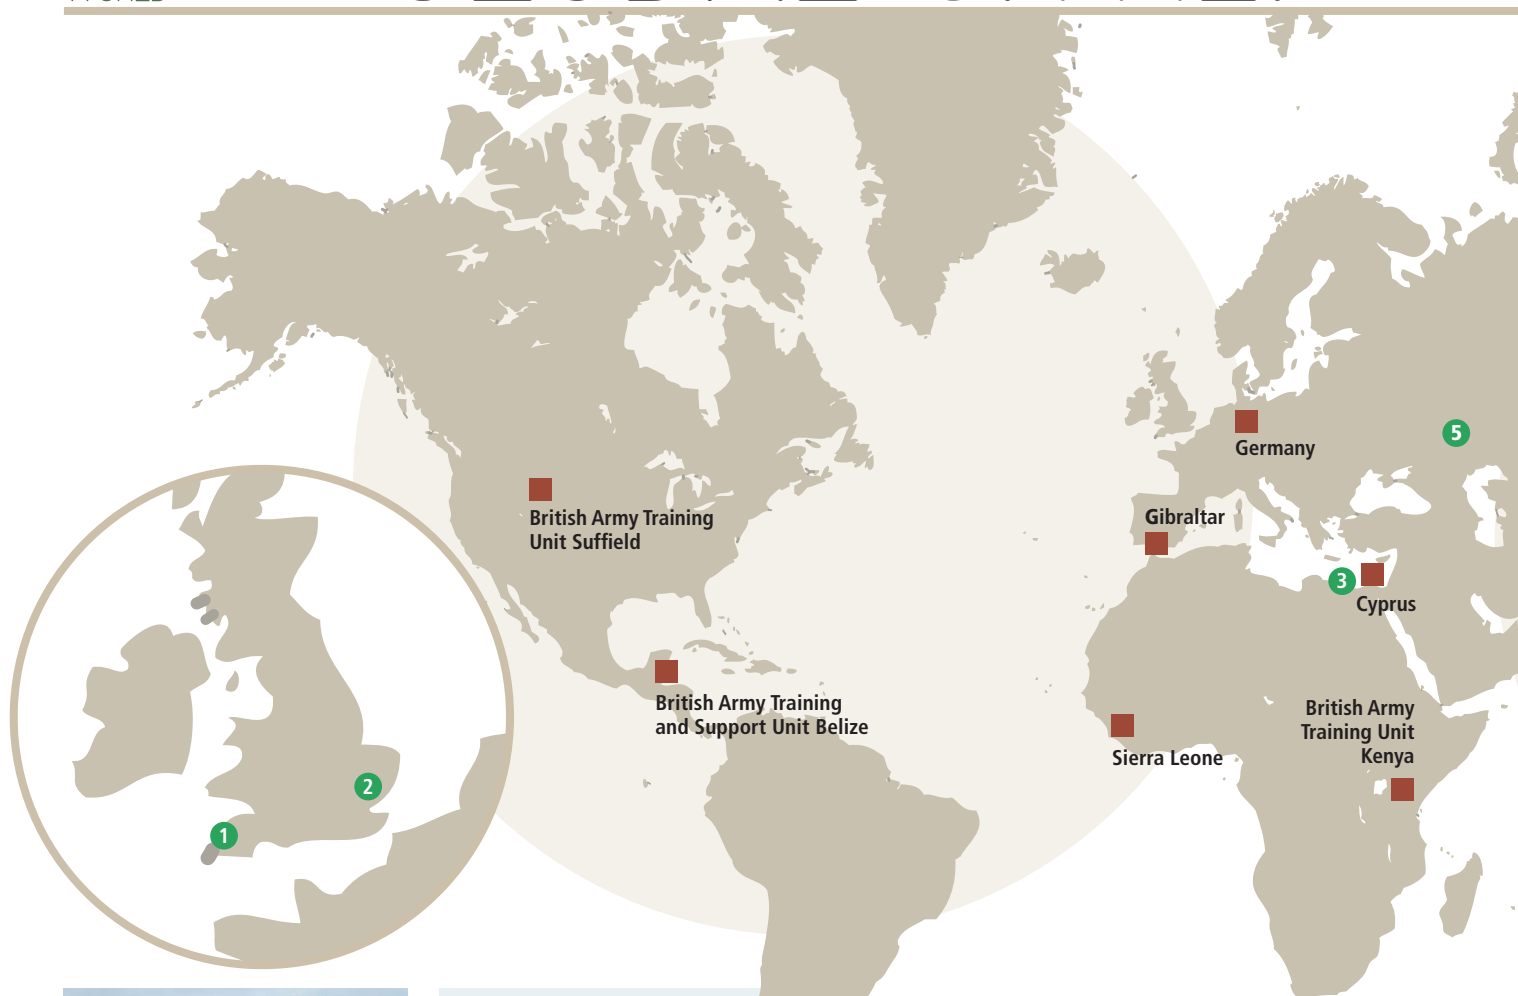 5
Germany
British Army Training
Unit Suffield
Gibraltar
3
Cyprus
British Army Training
and Support Unit Belize
British Army
Training Unit
Kenya
Sierra Leone
2
1